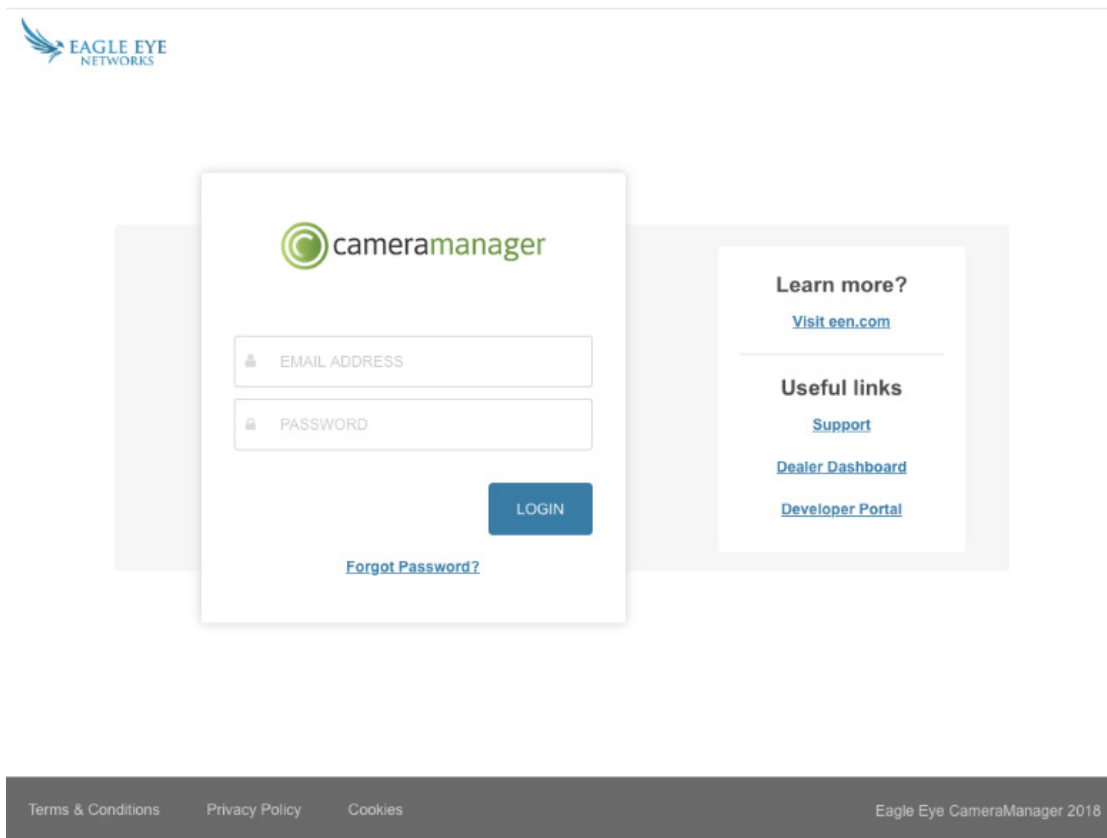 EAGLE EYE
NETWORKS
cameramanager
EMAIL ADDRESS
PASSWORD
LOGIN
Forgot Password?
Learn more?
Visit een.com
Useful links
Support
Dealer Dashboard
Developer Portal
Terms & Conditions
Privacy Policy
Cookies
Eagle Eye CameraManager 2018